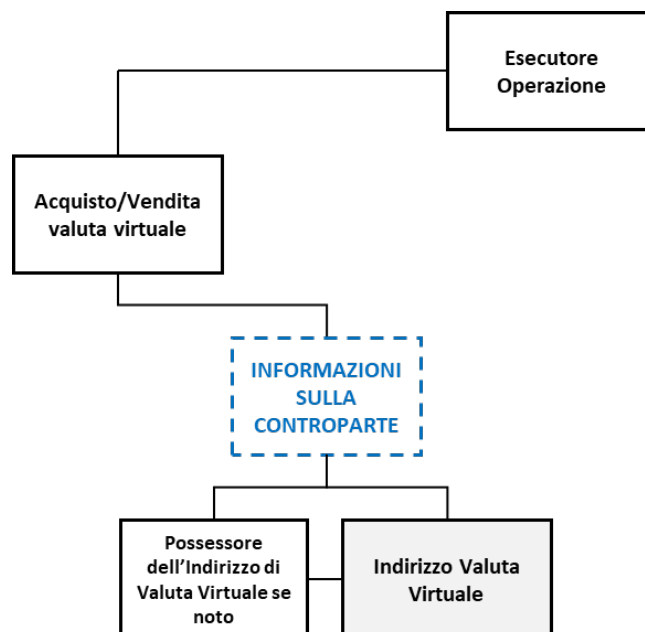 Esecutore
Operazione
Acquisto/Vendita
valuta virtuale
INFORMAZIONI
SULLA
CONTROPARTE
Possessore
dell'Indirizzo di
Valuta Virtuale se
noto
Indirizzo Valuta
Virtuale